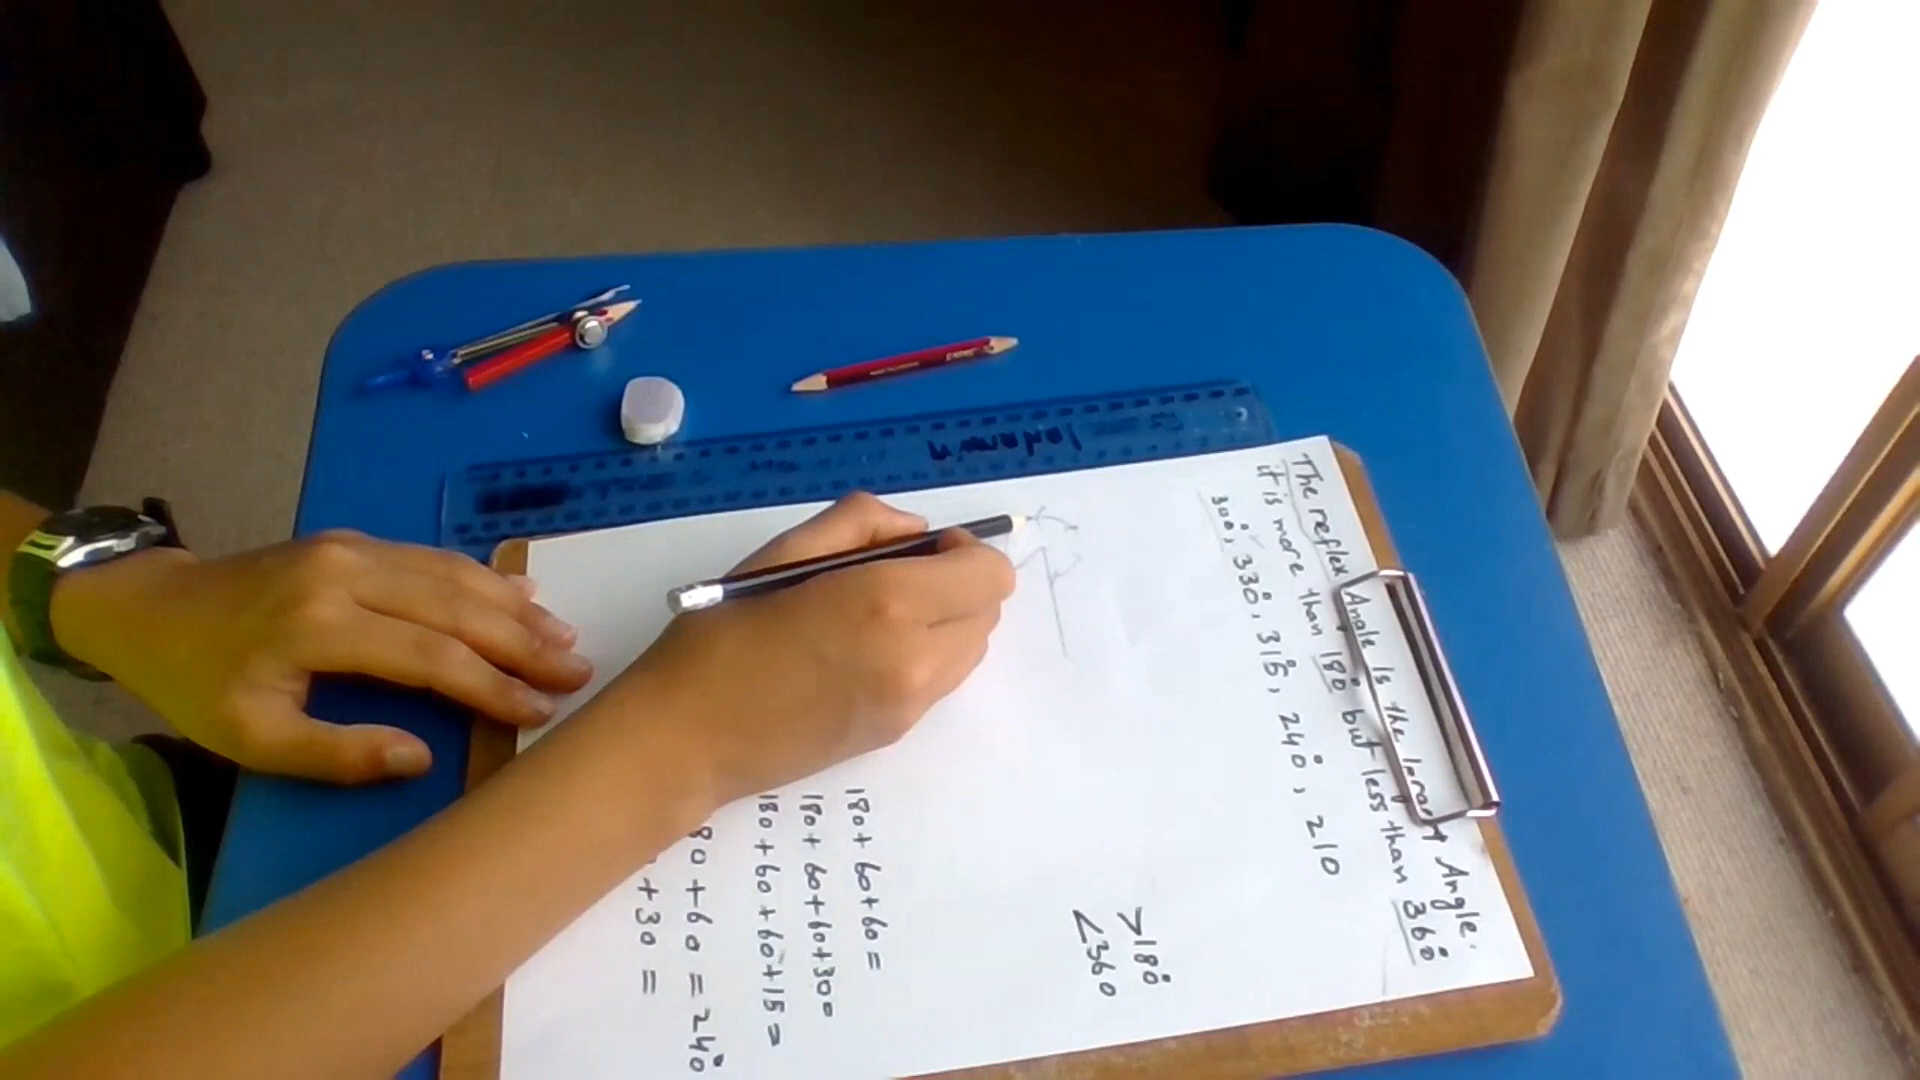 The reflex Angle is the largest Angle.
it is more than 180° but less than 360°
300°, 330°, 315°, 240°, 210
>180°
<360
180+ 60+60 =
180+ 60+60+300
180 + 60 + 60+15 =
80 + 60 = 240°
+ 30 =